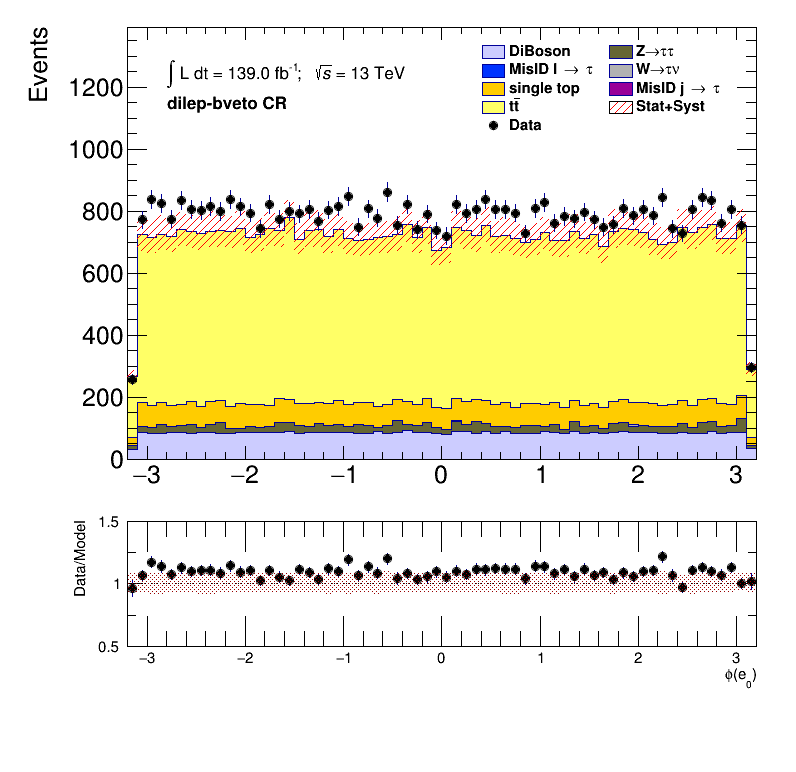 Events
1200
1000
800
600
400
200
0
−3 −2 −1 0 1 2 3
∫ L dt = 139.0 fb⁻¹; √s = 13 TeV
dilep-bveto CR
DiBoson Z→ττ
MisID l → τ W→τν
single top MisID j → τ
tt̄ Stat+Syst
Data
Data/Model
1.5
1
0.5
−3 −2 −1 0 1 2 3
ϕ(e₀)